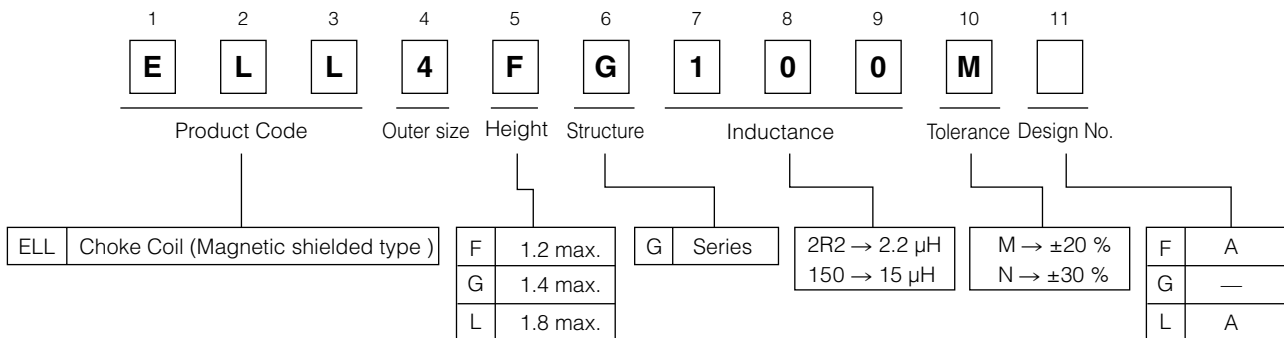 1 2 3 4 5 6 7 8 9 10 11
E L L 4 F G 1 0 0 M
Product Code Outer size Height Structure Inductance Tolerance Design No.
ELL Choke Coil (Magnetic shielded type )
F 1.2 max.
G 1.4 max.
L 1.8 max.
G Series
2R2 → 2.2 µH
150 → 15 µH
M → ±20 %
N → ±30 %
F A
G —
L A